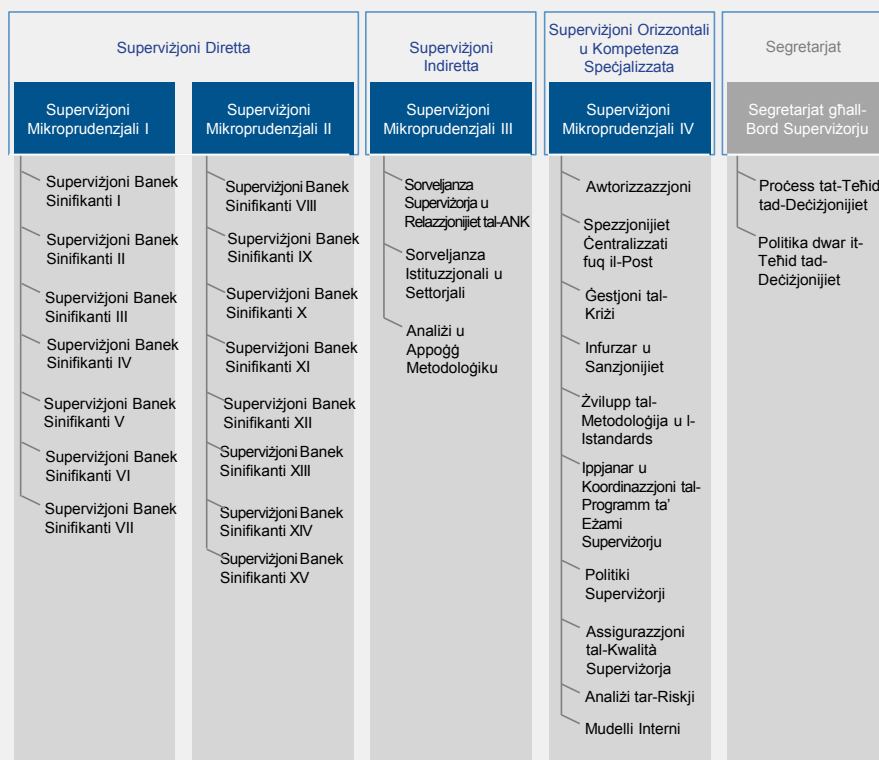 Superviżjoni Diretta
Superviżjoni
Mikroprudenzjali I
Superviżjoni Banek
Sinifikanti I
Superviżjoni Banek
Sinifikanti II
Superviżjoni Banek
Sinifikanti III
Superviżjoni Banek
Sinifikanti IV
Superviżjoni Banek
Sinifikanti V
Superviżjoni Banek
Sinifikanti VI
Superviżjoni Banek
Sinifikanti VII
Superviżjoni
Mikroprudenzjali II
Superviżjoni Banek
Sinifikanti VIII
Superviżjoni Banek
Sinifikanti IX
Superviżjoni Banek
Sinifikanti X
Superviżjoni Banek
Sinifikanti XI
Superviżjoni Banek
Sinifikanti XII
Superviżjoni Banek
Sinifikanti XIII
Superviżjoni Banek
Sinifikanti XIV
Superviżjoni Banek
Sinifikanti XV
Superviżjoni
Indiretta
Superviżjoni
Mikroprudenzjali III
Sorveljanza
Superviżorja u
Relazzjonijiet tal-ANK
Sorveljanza
Istituzzjonali u
Settorjali
Analiżi u
Appoġġ
Metodoloġiku
Superviżjoni Orizzontali
u Kompetenza
Speċjalizzata
Superviżjoni
Mikroprudenzjali IV
Awtorizzazzjoni
Spezzjonijiet
Ċentralizzati
fuq il-Post
Ġestjoni tal-
Kriżi
Infurzar u
Sanzjonijiet
Żvilupp tal-
Metodoloġija u l-
Istandards
Ippjanar u
Koordinazzjoni tal-
Programm ta’
Eżami
Superviżorju
Politiki
Superviżorji
Assigurazzjoni
tal-Kwalità
Superviżorja
Analiżi tar-Riskji
Mudelli Interni
Segretarjat
Segretarjat għall-
Bord Superviżorju
Proċess tat-Teħid
tad-Deċiżjonijiet
Politika dwar it-
Teħid tad-
Deċiżjonijiet